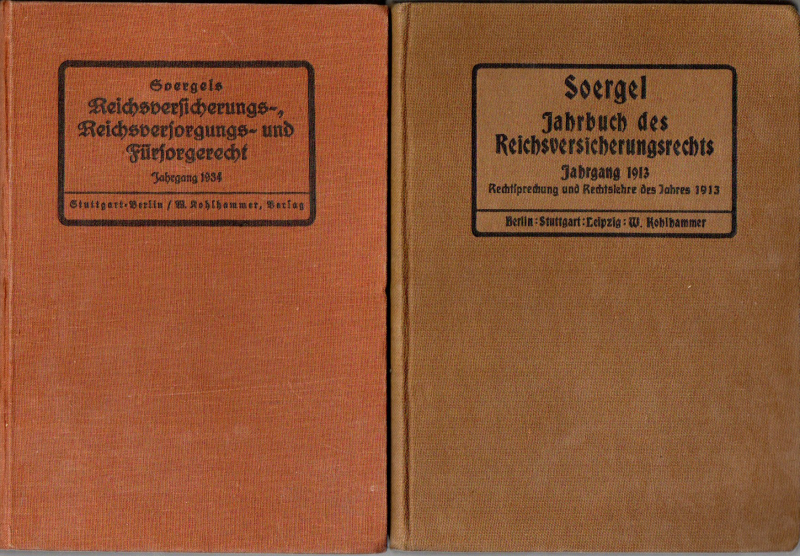 Soergels
Reichsversicherungs-,
Reichsversorgungs- und
Fürsorgerecht
Jahrgang 1934
Stuttgart-Berlin / W. Kohlhammer, Verlag
Soergel
Jahrbuch des
Reichsversicherungsrechts
Jahrgang 1913
Rechtsprechung und Rechtslehre des Jahres 1913
Berlin : Stuttgart : Leipzig : W. Kohlhammer